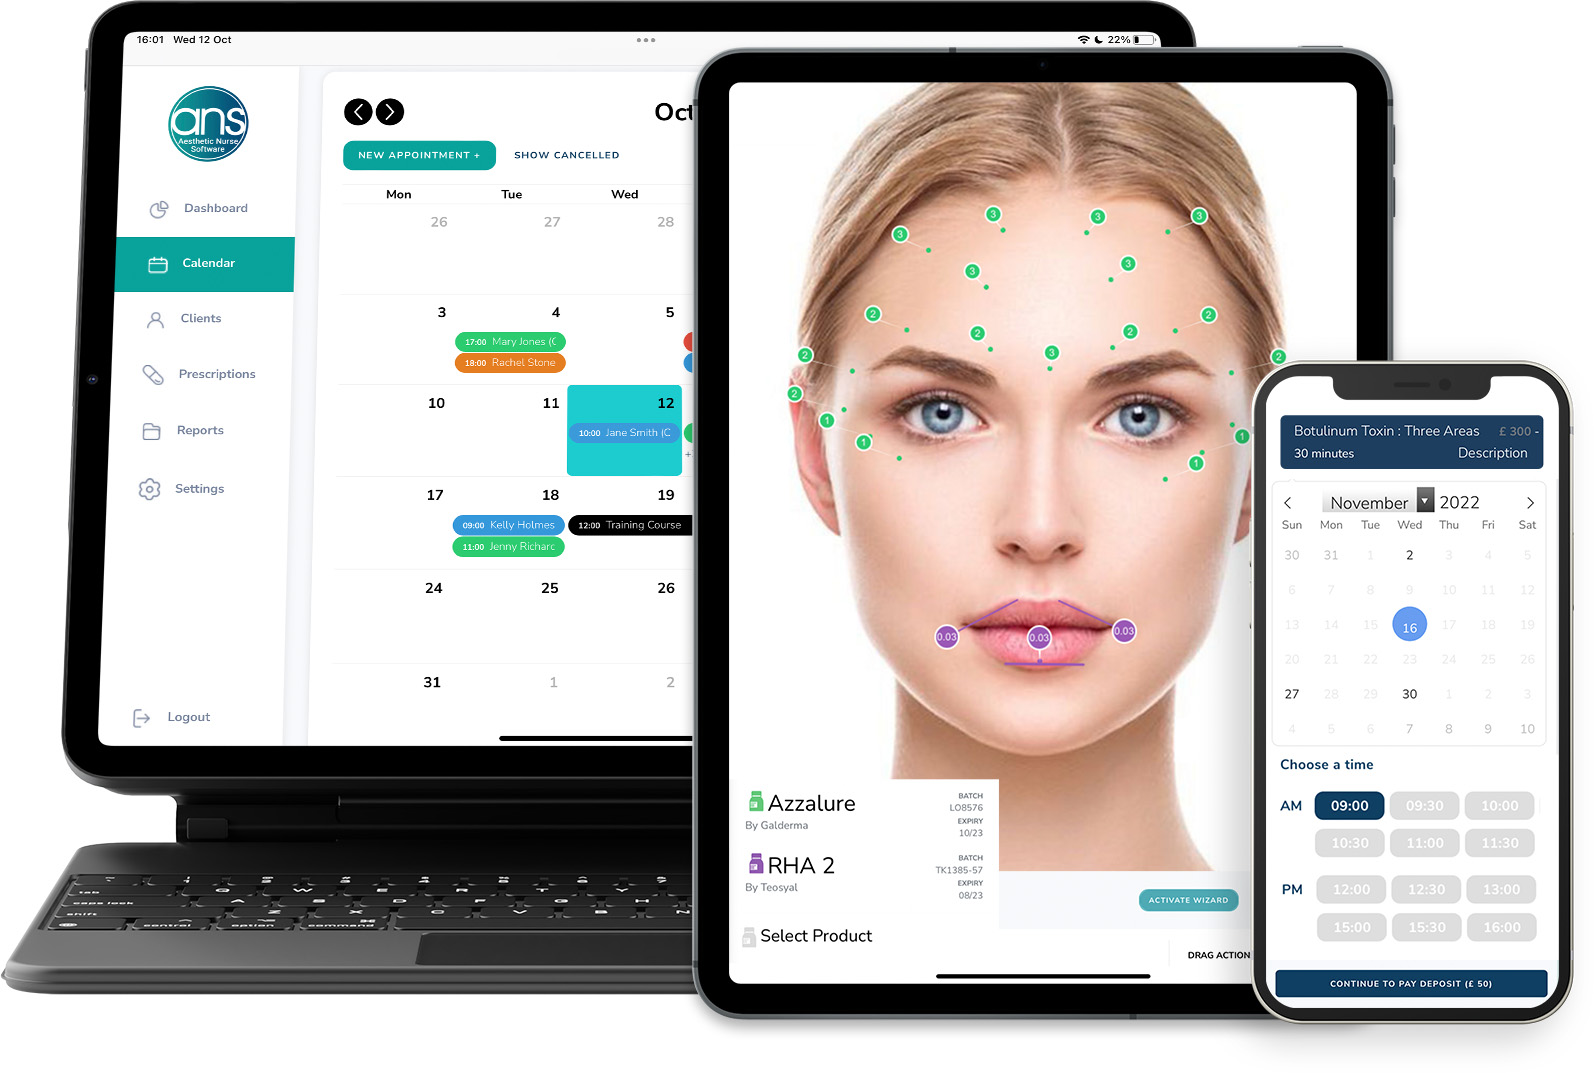 16:01 Wed 12 Oct
22%
ans
Aesthetic Nurse
Software
Dashboard
Calendar
Clients
Prescriptions
Reports
Settings
Logout
Oct
NEW APPOINTMENT +
SHOW CANCELLED
Mon Tue Wed
26 27 28
3 4 5
17:00 Mary Jones (C
18:00 Rachel Stone
10 11 12
10:00 Jane Smith (C
17 18 19
09:00 Kelly Holmes
12:00 Training Course
11:00 Jenny Richarc
24 25 26
31 1 2
tab
caps lock
shift
control option command
3 3 3
3
3 3
2 2
2 2
3
2 2
2
1 1
1 1
0.03 0.03 0.03
Azzalure
By Galderma
BATCH
LO8576
EXPIRY
10/23
RHA 2
By Teosyal
BATCH
TK1385-57
EXPIRY
08/23
Select Product
ACTIVATE WIZARD
DRAG ACTION
Botulinum Toxin : Three Areas £ 300 -
30 minutes Description
November 2022
Sun Mon Tue Wed Thu Fri Sat
30 31 1 2 3 4 5
6 7 8 9 10 11 12
13 14 15 16 17 18 19
20 21 22 23 24 25 26
27 28 29 30 1 2 3
4 5 6 7 8 9 10
Choose a time
AM 09:00 09:30 10:00
10:30 11:00 11:30
PM 12:00 12:30 13:00
15:00 15:30 16:00
CONTINUE TO PAY DEPOSIT (£ 50)